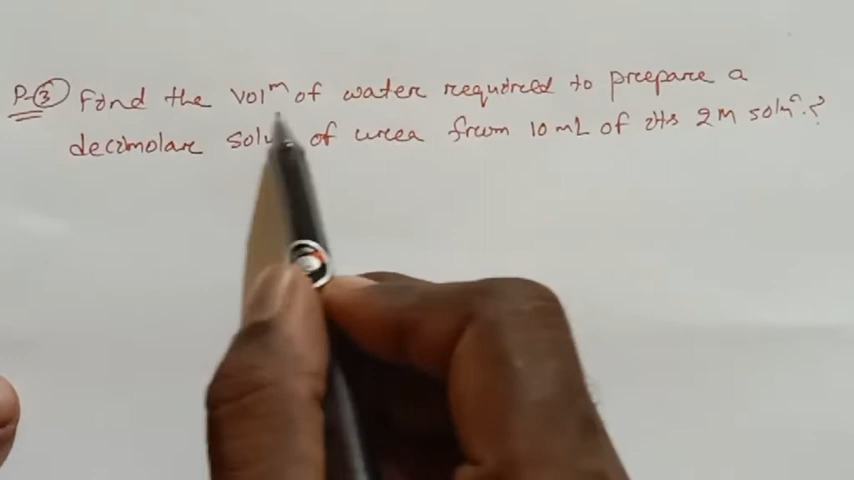 P-③ Find the volᵐ of water required to prepare a
decimolar solⁿ of urea from 10 mL of its 2M solⁿ.?